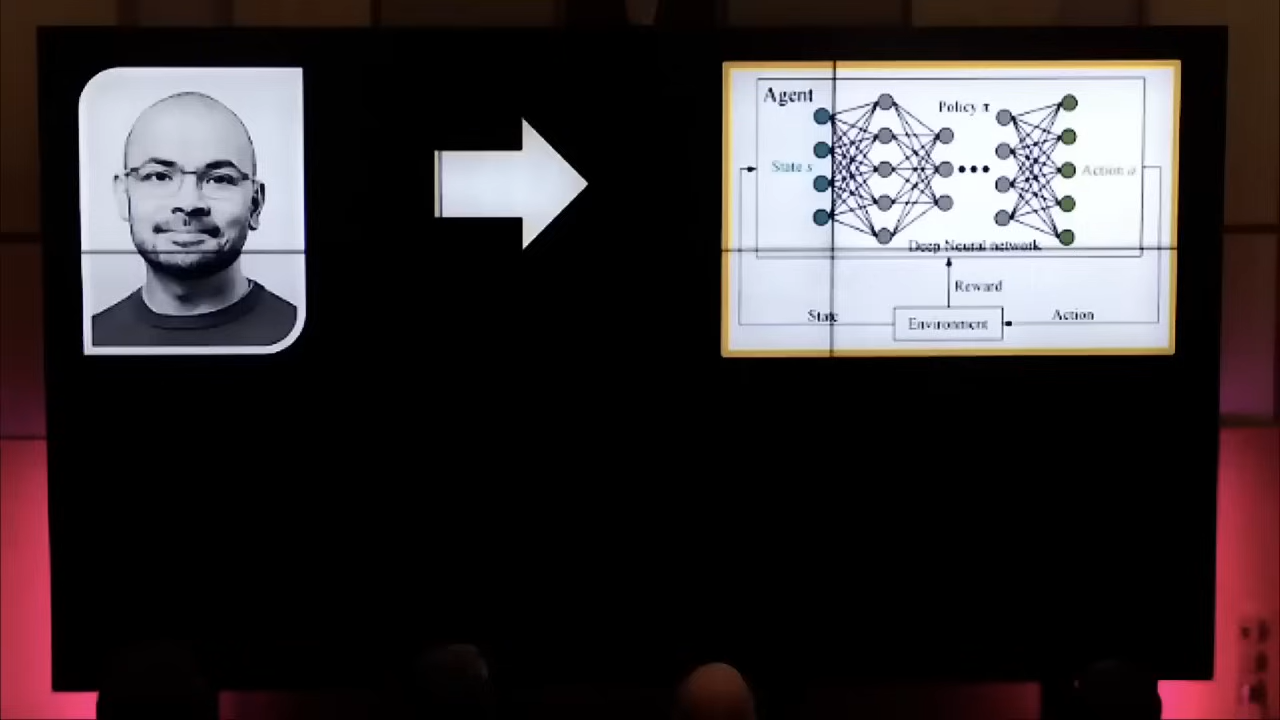 Agent
Policy π
State s
Action a
Deep Neural network
Reward
State
Environment
Action